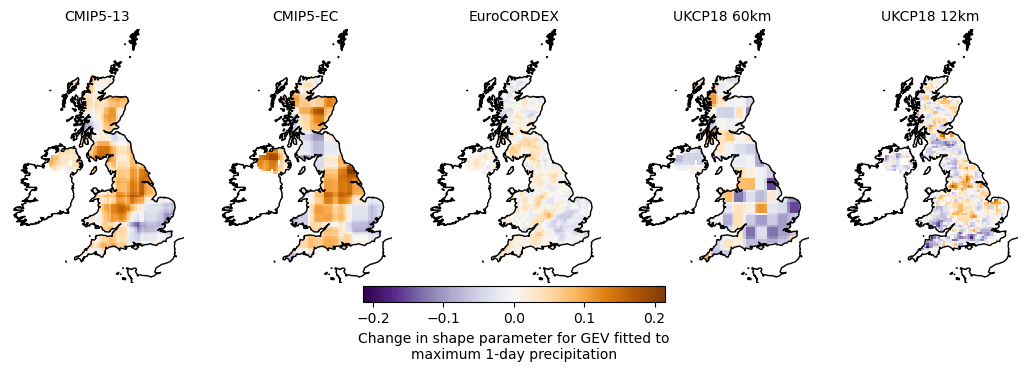 CMIP5-13
CMIP5-EC
EuroCORDEX
UKCP18 60km
UKCP18 12km
−0.2
−0.1
0.0
0.1
0.2
Change in shape parameter for GEV fitted to
maximum 1-day precipitation